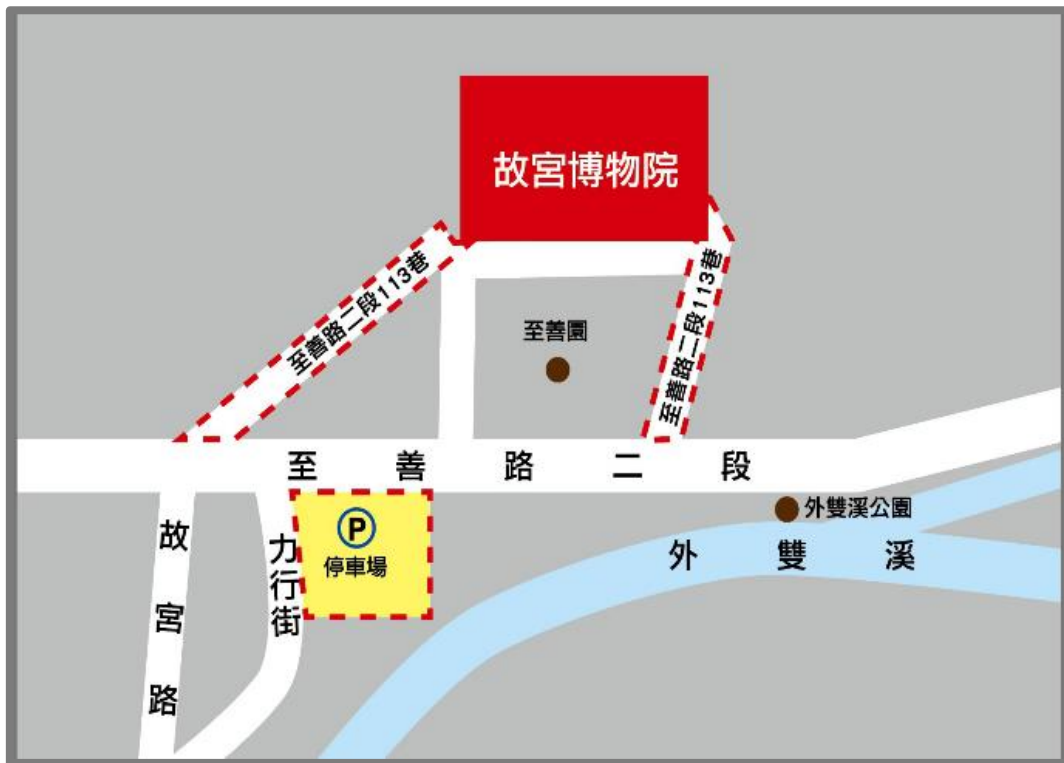 故宮博物院
至善路二段113巷
至善路二段113巷
至善園
至善路二段
外雙溪公園
外雙溪
P
停車場
力行街
故宮路